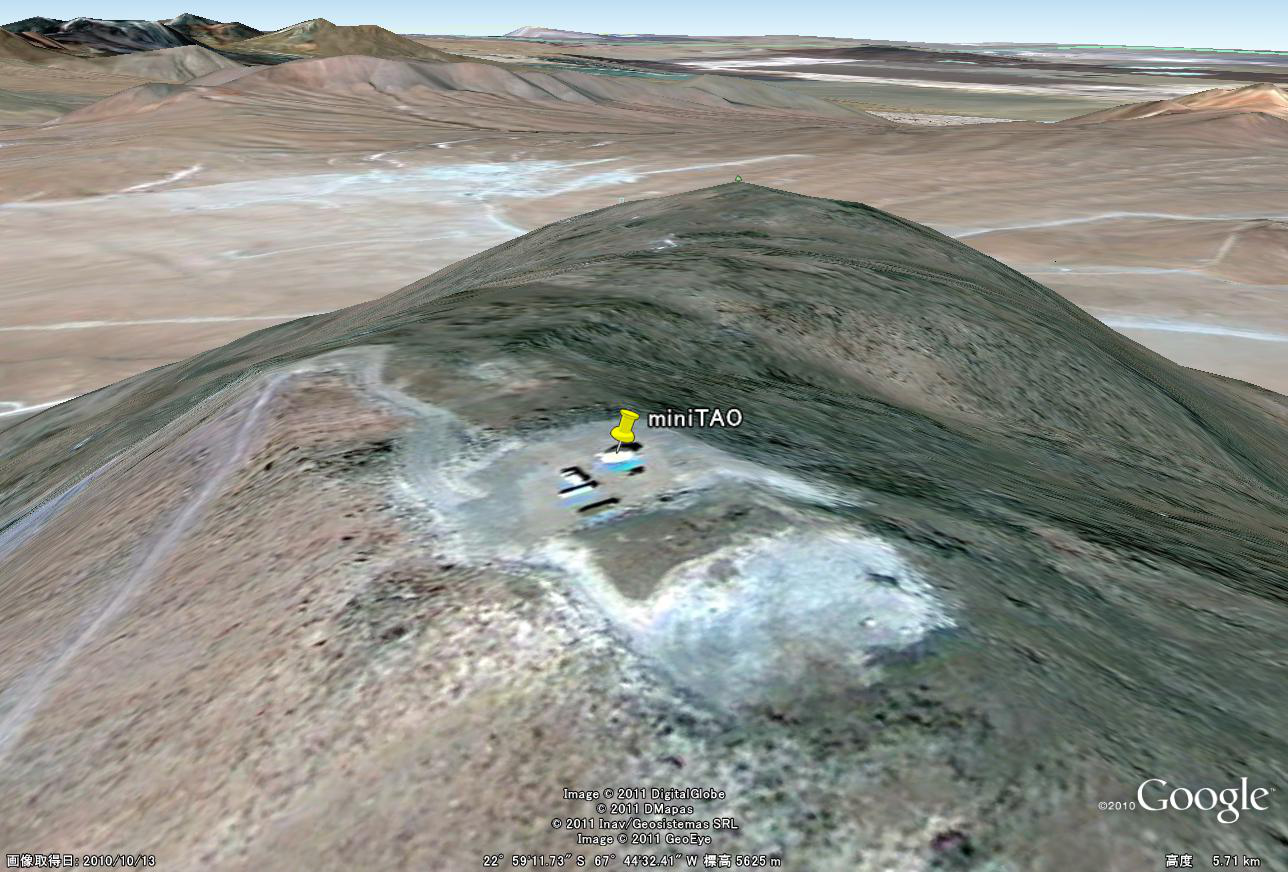 miniTAO
Image © 2011 DigitalGlobe
© 2011 DMapas
© 2011 Inav/Geosistemas SRL
Image © 2011 GeoEye
©2010 Google™
画像取得日: 2010/10/13
22° 59'11.73" S 67° 44'32.41" W 標高 5625 m
高度 5.71 km